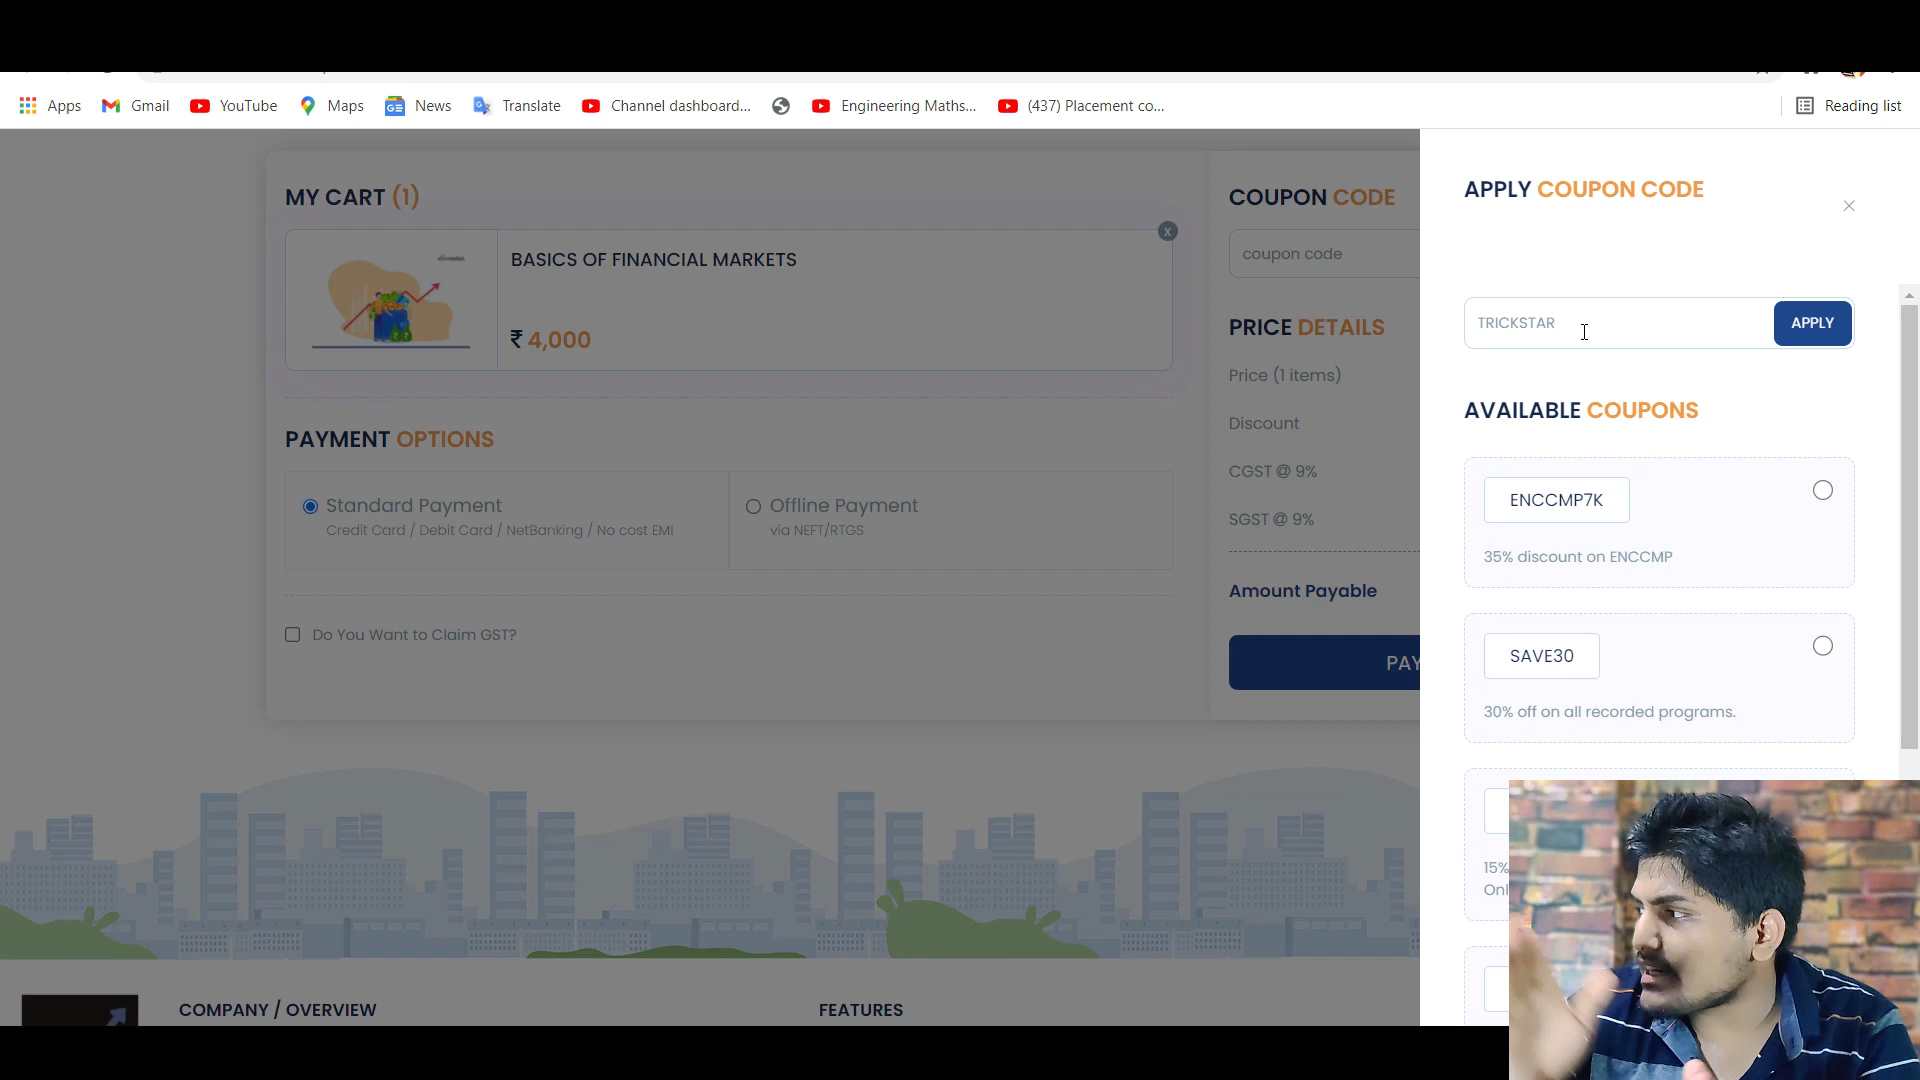 Apps Gmail YouTube Maps News Translate Channel dashboard... Engineering Maths... (437) Placement co... Reading list
MY CART (1)
BASICS OF FINANCIAL MARKETS
x
₹ 4,000
PAYMENT OPTIONS
Standard Payment
Credit Card / Debit Card / NetBanking / No cost EMI
Offline Payment
via NEFT/RTGS
Do You Want to Claim GST?
COUPON CODE
coupon code
PRICE DETAILS
Price (1 items)
Discount
CGST @ 9%
SGST @ 9%
Amount Payable
PAY
APPLY COUPON CODE
TRICKSTAR
APPLY
AVAILABLE COUPONS
ENCCMP7K
35% discount on ENCCMP
SAVE30
30% off on all recorded programs.
15%
COMPANY / OVERVIEW
FEATURES